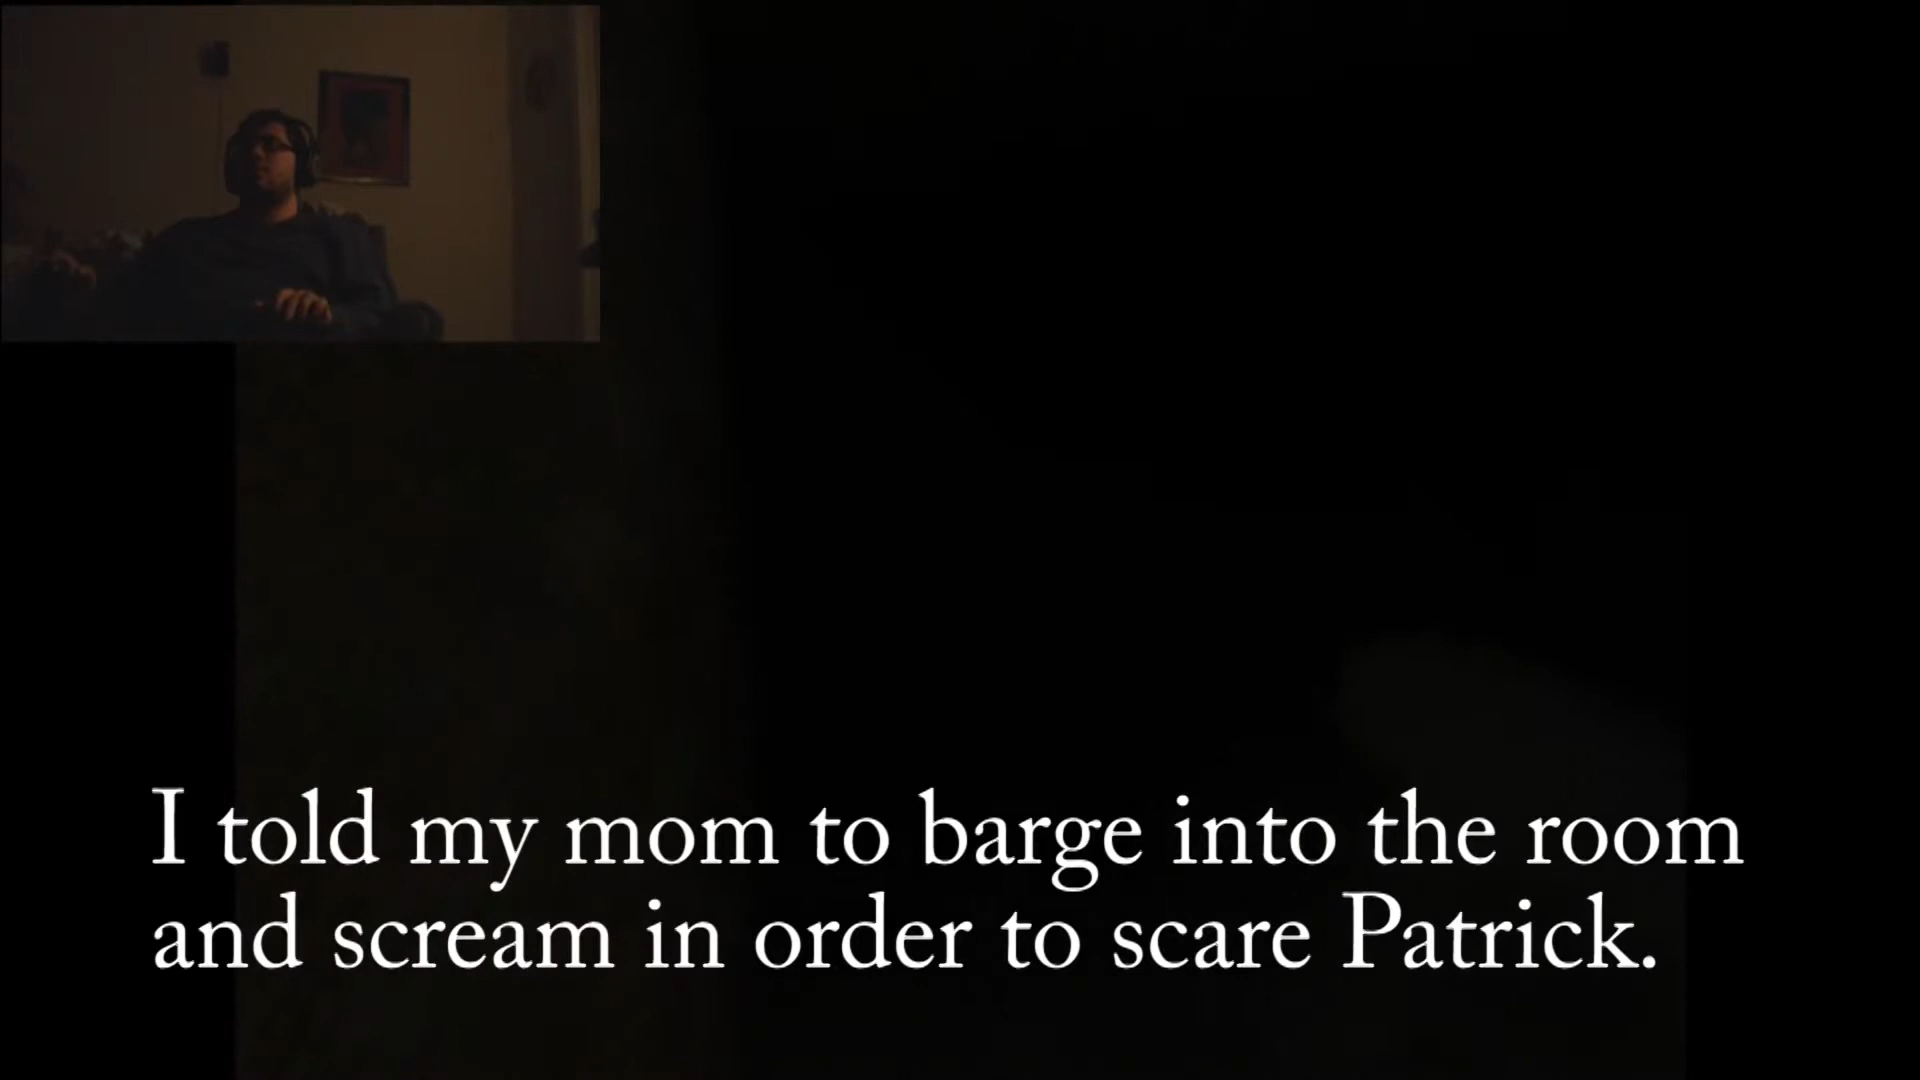 I told my mom to barge into the room
and scream in order to scare Patrick.